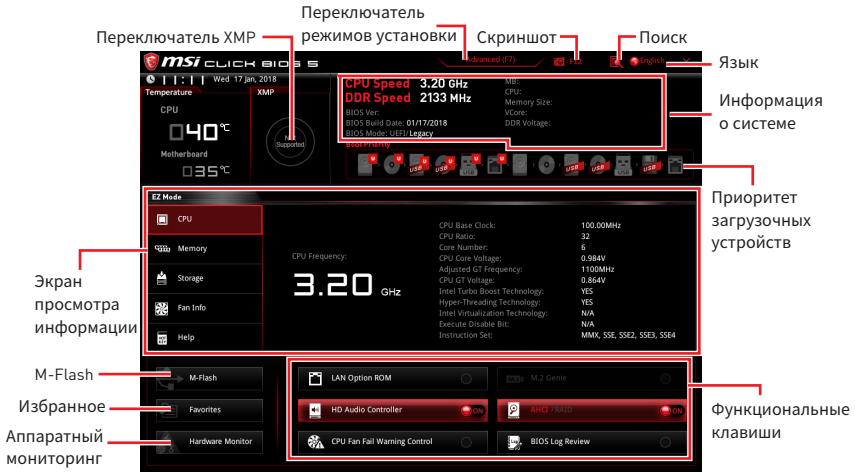 Переключатель
режимов установки
Переключатель XMP
Скриншот
Поиск
Язык
Информация
о системе
Приоритет
загрузочных
устройств
Экран
просмотра
информации
M-Flash
Избранное
Аппаратный
мониторинг
Функциональные
клавиши
msi CLICK BIOS 5
Advanced (F7)
F12
English
Wed 17 Jan, 2018
Temperature
XMP
CPU
40°C
Motherboard
35°C
Not
Supported
CPU Speed 3.20 GHz
DDR Speed 2133 MHz
BIOS Ver:
BIOS Build Date: 01/17/2018
BIOS Mode: UEFI/Legacy
MB:
CPU:
Memory Size:
VCore:
DDR Voltage:
Boot Priority
U U U U U U
USB USB USB USB USB USB USB
EZ Mode
CPU
Memory
Storage
Fan Info
Help
CPU Frequency:
3.20 GHz
CPU Base Clock: 100.00MHz
CPU Ratio: 32
Core Number: 6
CPU Core Voltage: 0.984V
Adjusted GT Frequency: 1100MHz
CPU GT Voltage: 0.864V
Intel Turbo Boost Technology: YES
Hyper-Threading Technology: YES
Intel Virtualization Technology: N/A
Execute Disable Bit: N/A
Instruction Set: MMX, SSE, SSE2, SSE3, SSE4
M-Flash
Favorites
Hardware Monitor
LAN Option ROM
M.2 Genie
HD Audio Controller ON
AHCI /RAID ON
CPU Fan Fail Warning Control
BIOS Log Review